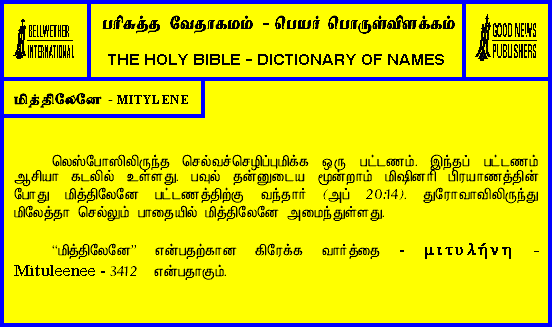 BELLWETHER
INTERNATIONAL
பரிசுத்த வேதாகமம் - பெயர் பொருள்விளக்கம்
THE HOLY BIBLE - DICTIONARY OF NAMES
GOOD NEWS
PUBLISHERS
மித்திலேனே - MITYLENE
லெஸ்போஸிலிருந்த செல்வச்செழிப்புமிக்க ஒரு பட்டணம். இந்தப் பட்டணம்
ஆசியா கடலில் உள்ளது. பவுல் தன்னுடைய மூன்றாம் மிஷினரி பிரயாணத்தின்
போது மித்திலேனே பட்டணத்திற்கு வந்தார் (அப் 20:14). துரோவாவிலிருந்து
மிலேத்தா செல்லும் பாதையில் மித்திலேனே அமைந்துள்ளது.
“மித்திலேனே” என்பதற்கான கிரேக்க வார்த்தை - μιτυλήνη -
Mituleenee - 3412 என்பதாகும்.